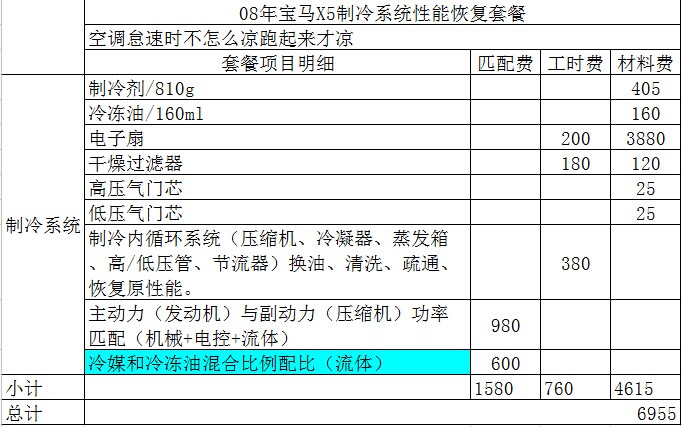 08年宝马X5制冷系统性能恢复套餐
空调怠速时不怎么凉跑起来才凉
套餐项目明细 匹配费 工时费 材料费
制冷系统
制冷剂/810g 405
冷冻油/160ml 160
电子扇 200 3880
干燥过滤器 180 120
高压气门芯 25
低压气门芯 25
制冷内循环系统（压缩机、冷凝器、蒸发箱
、高/低压管、节流器）换油、清洗、疏通、 380
恢复原性能。
主动力（发动机）与副动力（压缩机）功率
匹配（机械+电控+流体） 980
冷媒和冷冻油混合比例配比（流体） 600
小计 1580 760 4615
总计 6955